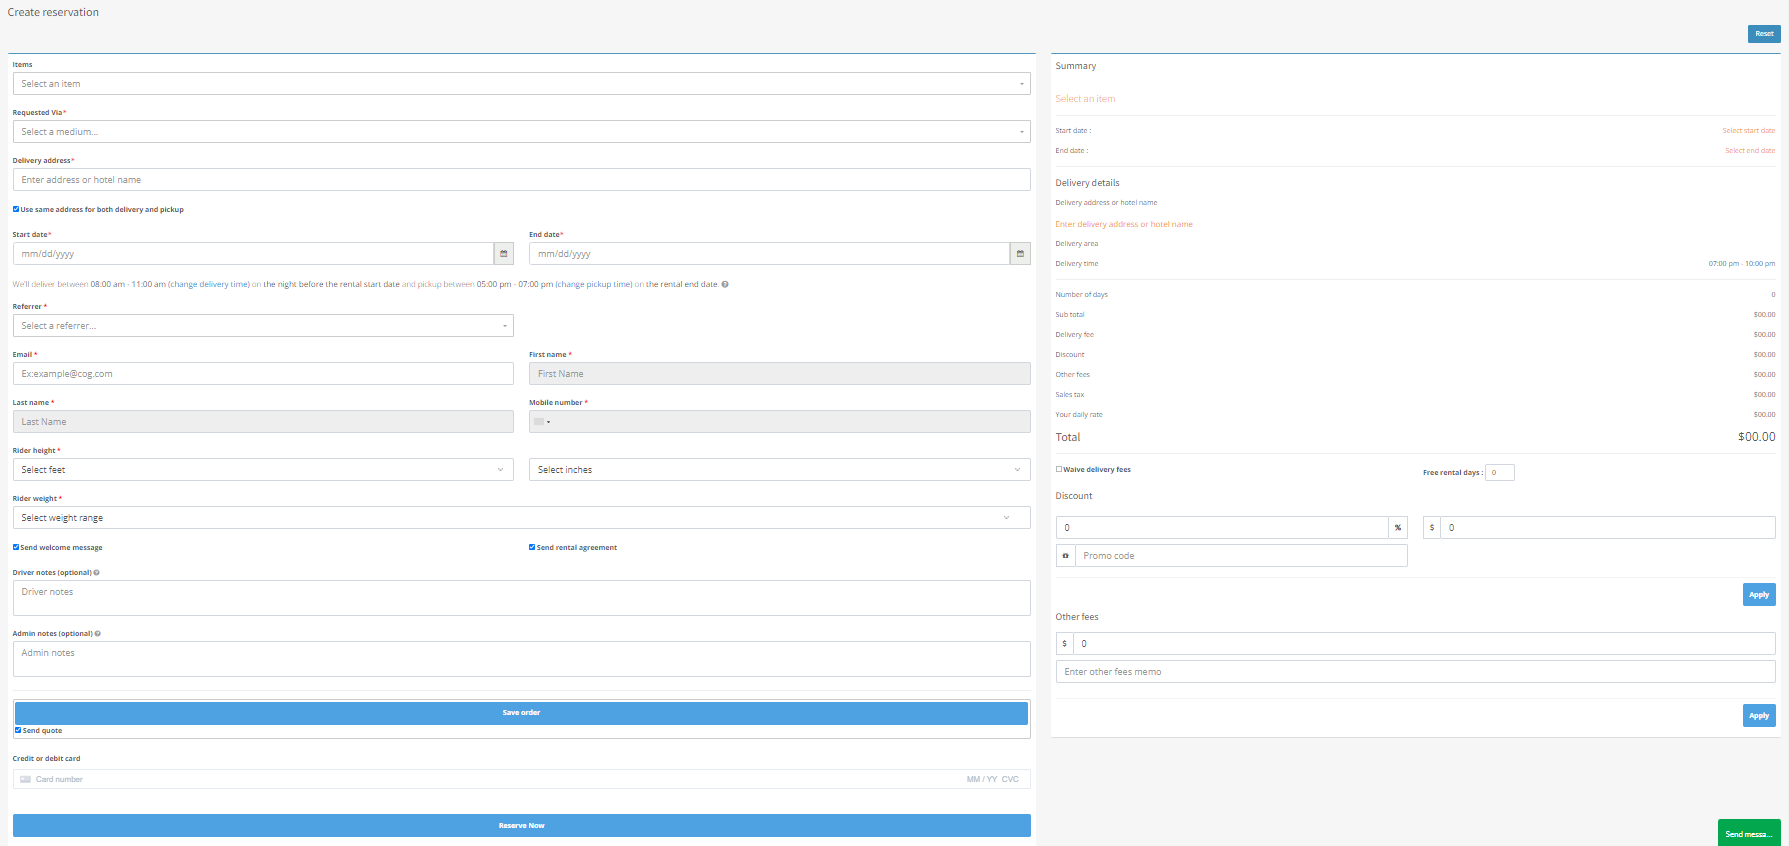 Create reservation
Reset
Items
Select an item
Requested Via*
Select a medium...
Delivery address*
Enter address or hotel name
Use same address for both delivery and pickup
Start date*
End date*
mm/dd/yyyy
mm/dd/yyyy
We'll deliver between 08:00 am - 11:00 am (change delivery time) on the night before the rental start date and pickup between 05:00 pm - 07:00 pm (change pickup time) on the rental end date.
Referrer *
Select a referrer...
Email *
First name *
Ex:example@cog.com
First Name
Last name *
Mobile number *
Last Name
Rider height *
Select feet
Select inches
Rider weight *
Select weight range
Send welcome message
Send rental agreement
Driver notes (optional)
Driver notes
Admin notes (optional)
Admin notes
Save order
Send quote
Credit or debit card
Card number
MM / YY CVC
Reserve Now
Summary
Select an item
Start date :
Select start date
End date :
Select end date
Delivery details
Delivery address or hotel name
Enter delivery address or hotel name
Delivery area
Delivery time
07:00 pm - 10:00 pm
Number of days
0
Sub total
$00.00
Delivery fee
$00.00
Discount
$00.00
Other fees
$00.00
Sales tax
$00.00
Your daily rate
$00.00
Total
$00.00
Waive delivery fees
Free rental days : 0
Discount
0 %
$ 0
Promo code
Apply
Other fees
$ 0
Enter other fees memo
Apply
Send messa...